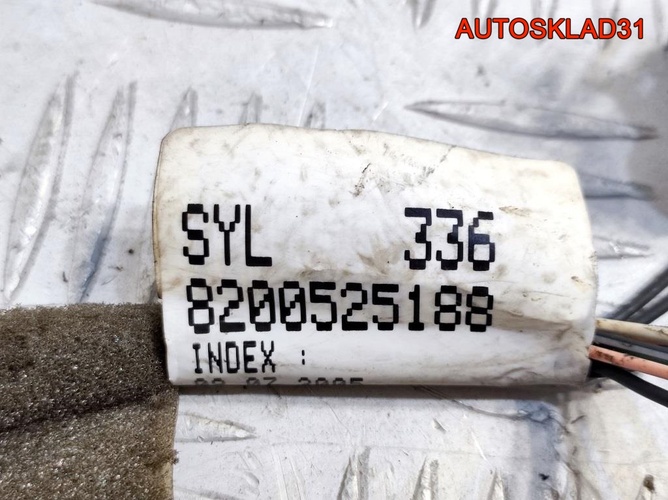 AUTOSKLAD31
SYL 336
8200525188
INDEX :